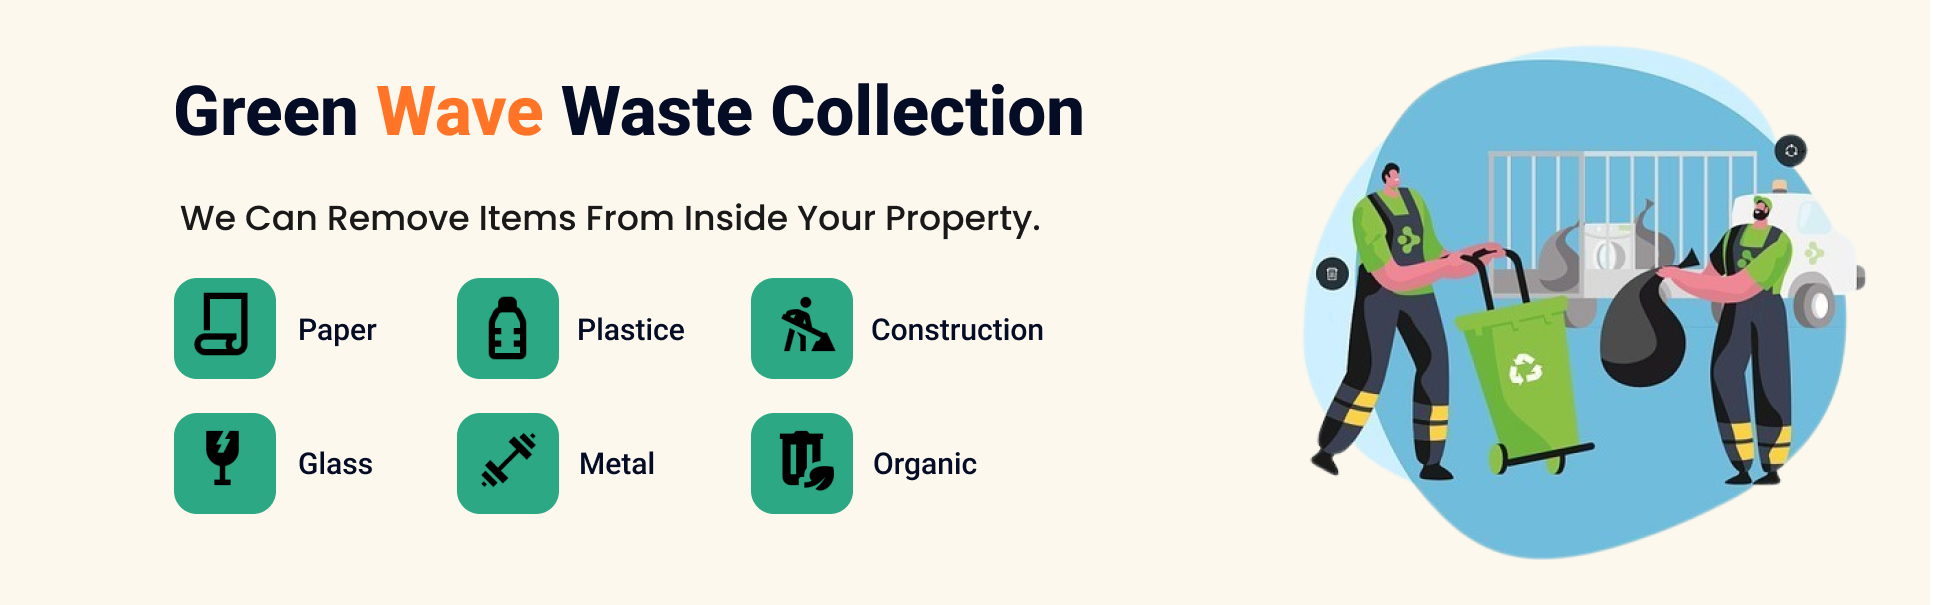 Green Wave Waste Collection
We Can Remove Items From Inside Your Property.
Paper
Plastice
Construction
Glass
Metal
Organic